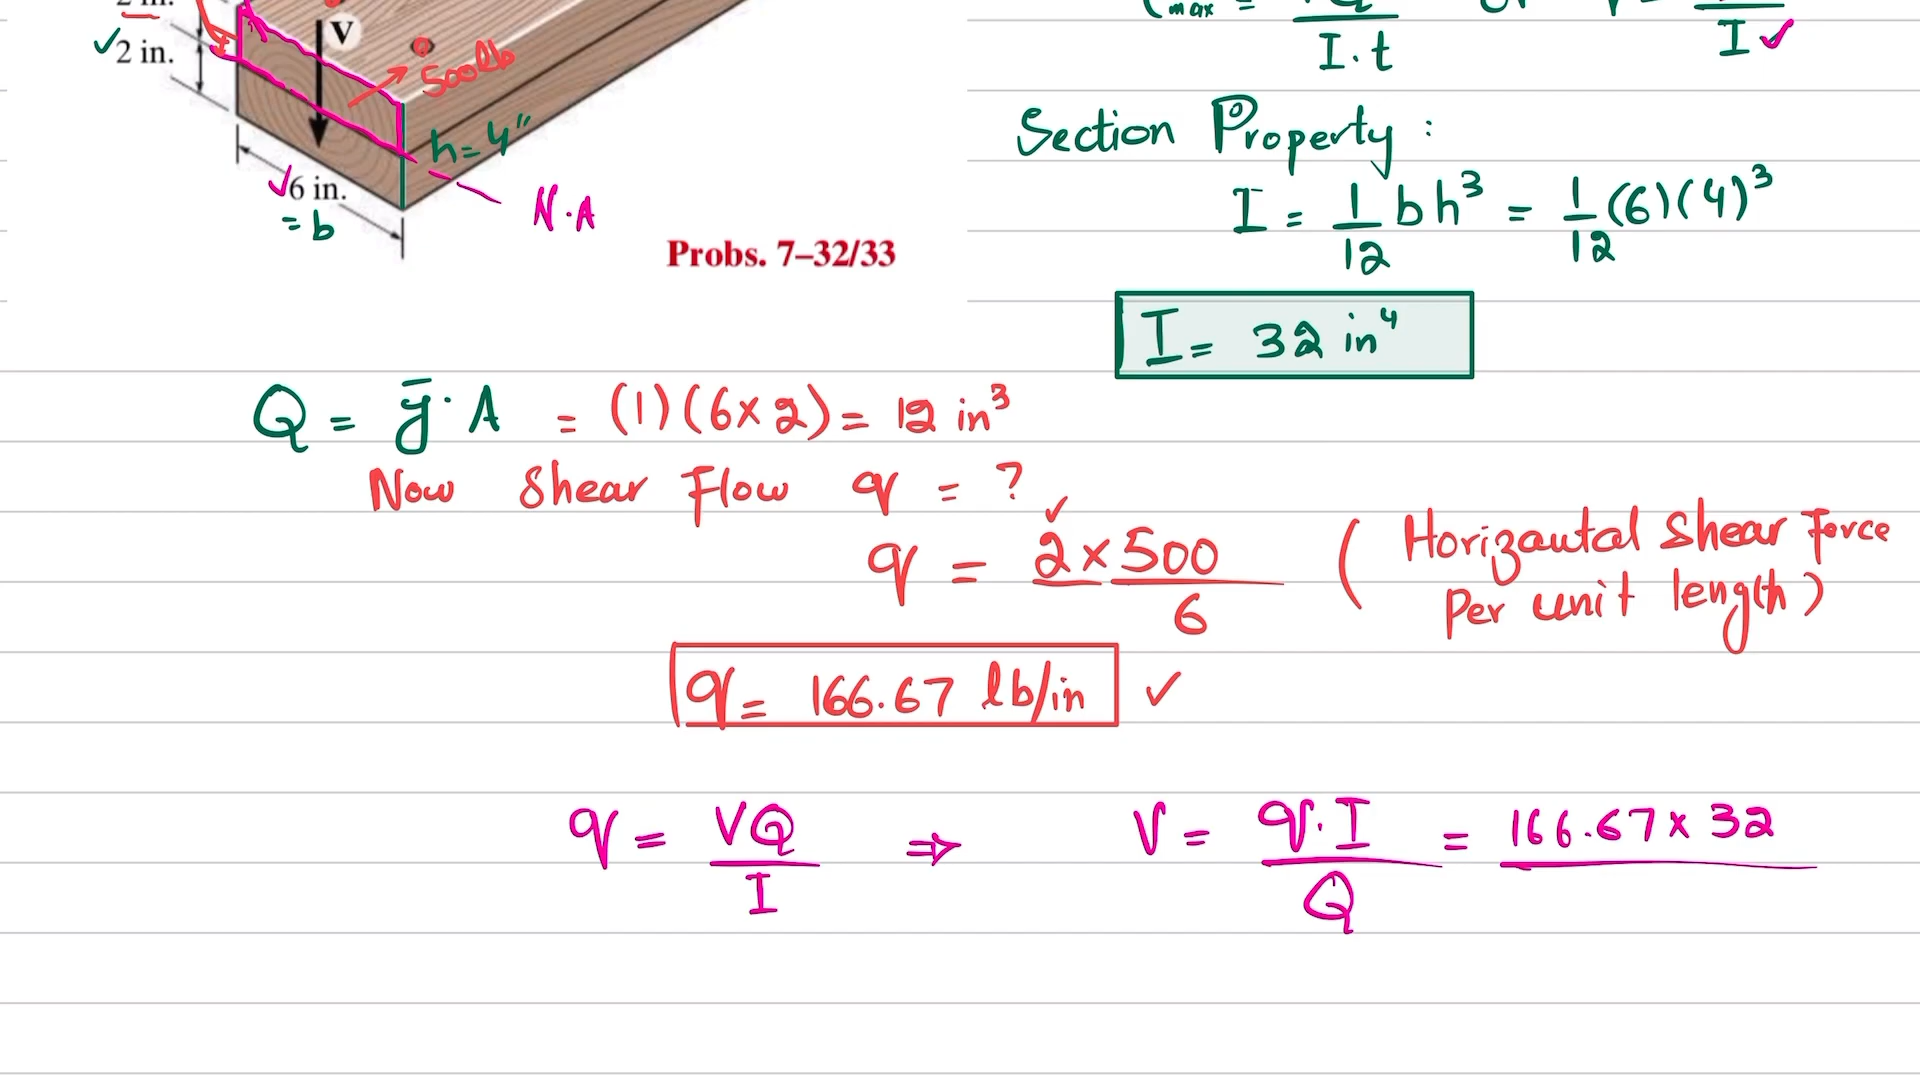 ✓2 in.
V
500lb
h=4"
✓6 in.
= b
N.A
Probs. 7–32/33
max =
I.t
I✓
Section Property :
I = 1/12 bh³ = 1/12 (6)(4)³
I = 32 in⁴
Q = ȳ.A = (1)(6×2) = 12 in³
Now Shear Flow q = ?
q = 2×500/6 ✓ (Horizautal Shear Force
Per unit length)
q = 166.67 lb/in ✓
q = VQ/I ⇒ V = q.I/Q = 166.67×32